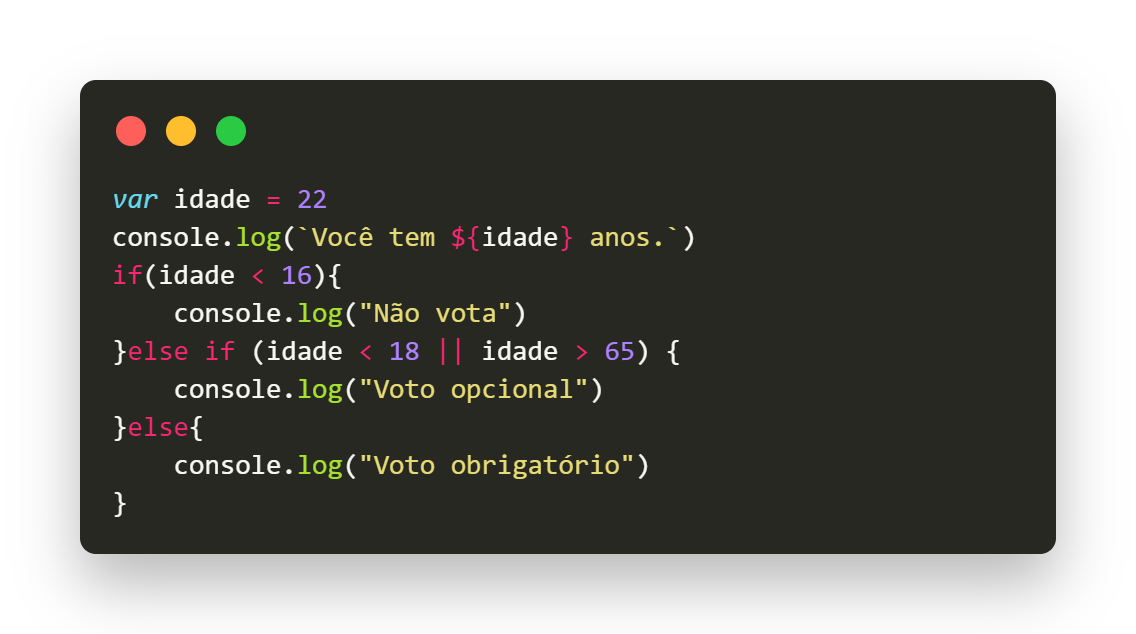 var idade = 22
console.log(`Você tem ${idade} anos.`)
if(idade < 16){
    console.log("Não vota")
}else if (idade < 18 || idade > 65) {
    console.log("Voto opcional")
}else{
    console.log("Voto obrigatório")
}